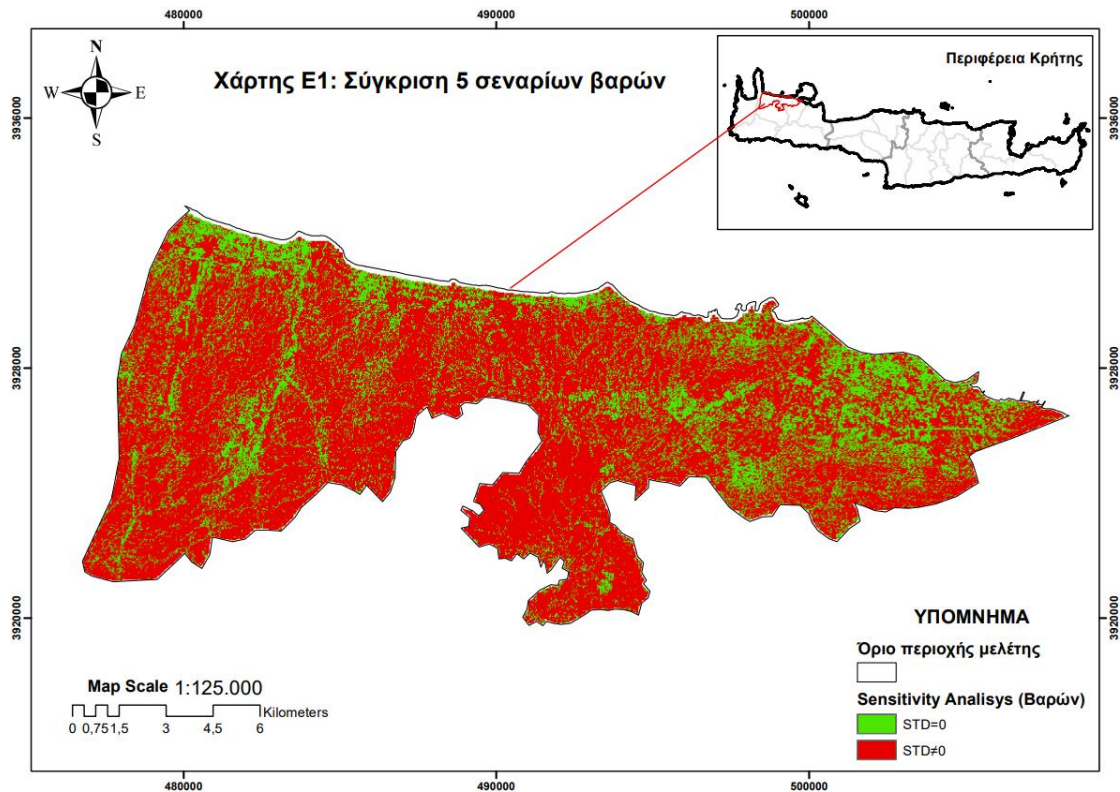 480000
490000
500000
N
W E
S
Χάρτης Ε1: Σύγκριση 5 σεναρίων βαρών
Περιφέρεια Κρήτης
3936000
3936000
3928000
3928000
3920000
3920000
ΥΠΟΜΝΗΜΑ
Όριο περιοχής μελέτης
Sensitivity Analisys (Βαρών)
STD=0
STD≠0
Map Scale 1:125.000
Kilometers
0 0,75 1,5 3 4,5 6
480000
490000
500000